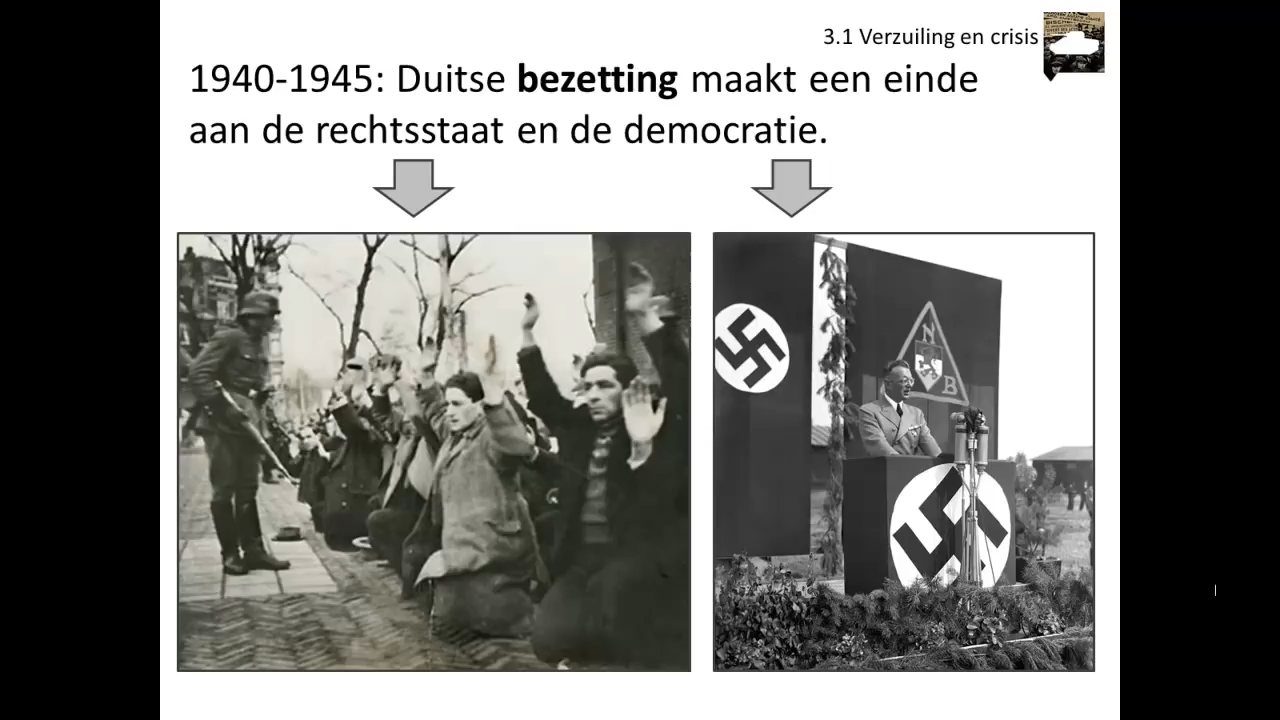 3.1 Verzuiling en crisis
1940-1945: Duitse bezetting maakt een einde
aan de rechtsstaat en de democratie.
N
N
B